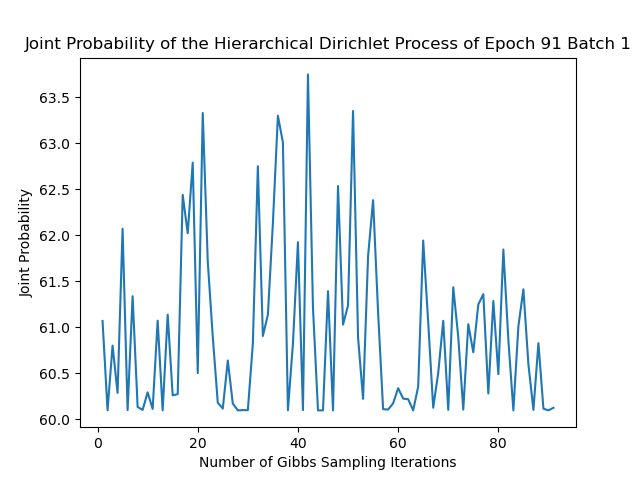 Joint Probability of the Hierarchical Dirichlet Process of Epoch 91 Batch 1
63.5
63.0
62.5
62.0
61.5
61.0
60.5
60.0
Joint Probability
0 20 40 60 80
Number of Gibbs Sampling Iterations